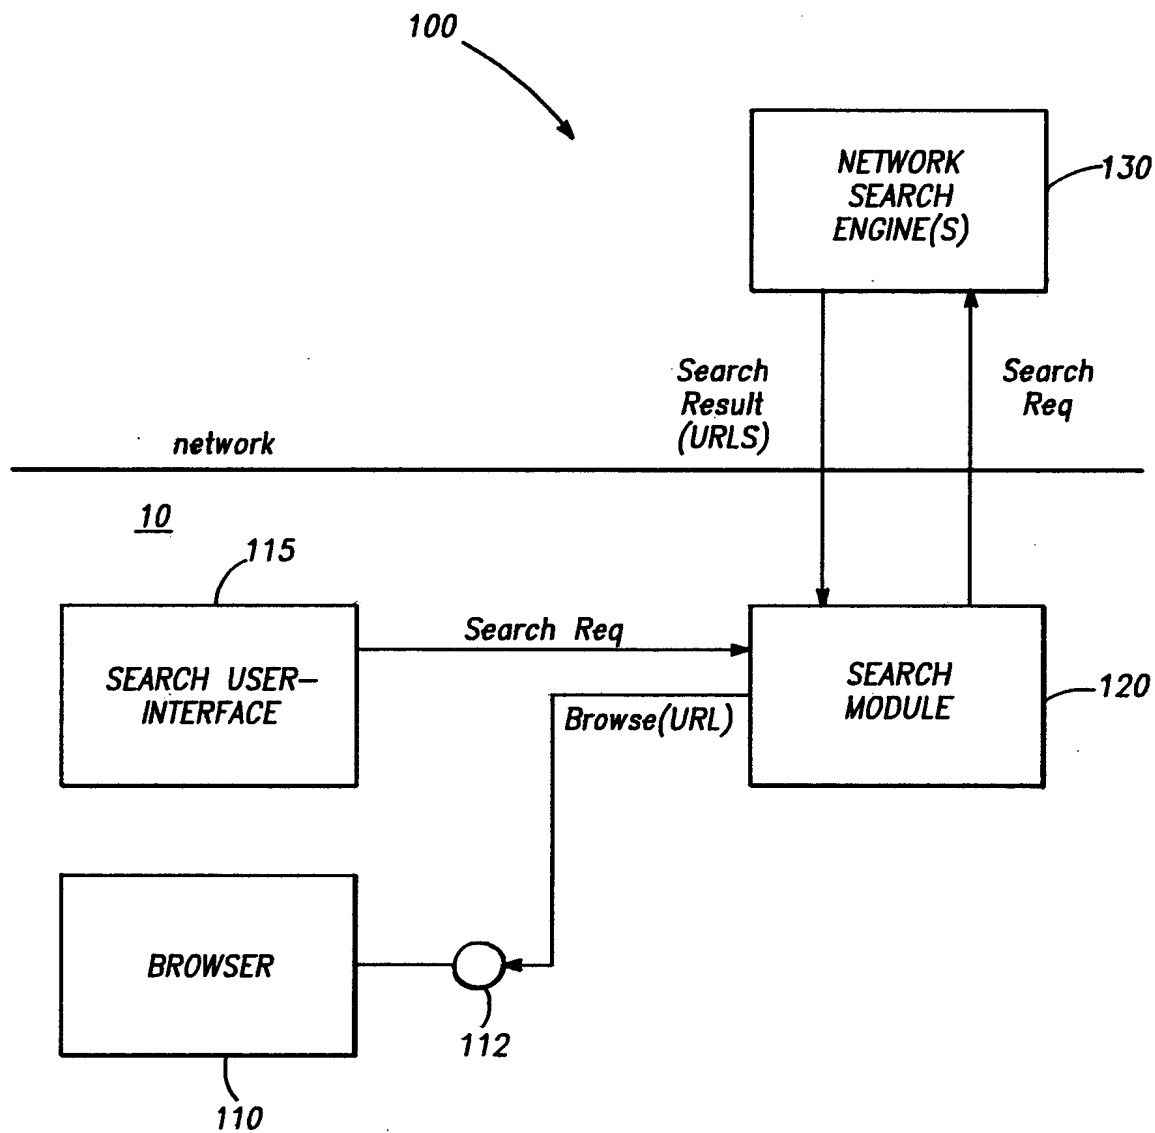 100
NETWORK
SEARCH
ENGINE(S)
130
Search
Result
(URLS)
Search
Req
network
10
115
SEARCH USER-
INTERFACE
Search Req
SEARCH
MODULE
120
Browse(URL)
BROWSER
112
110